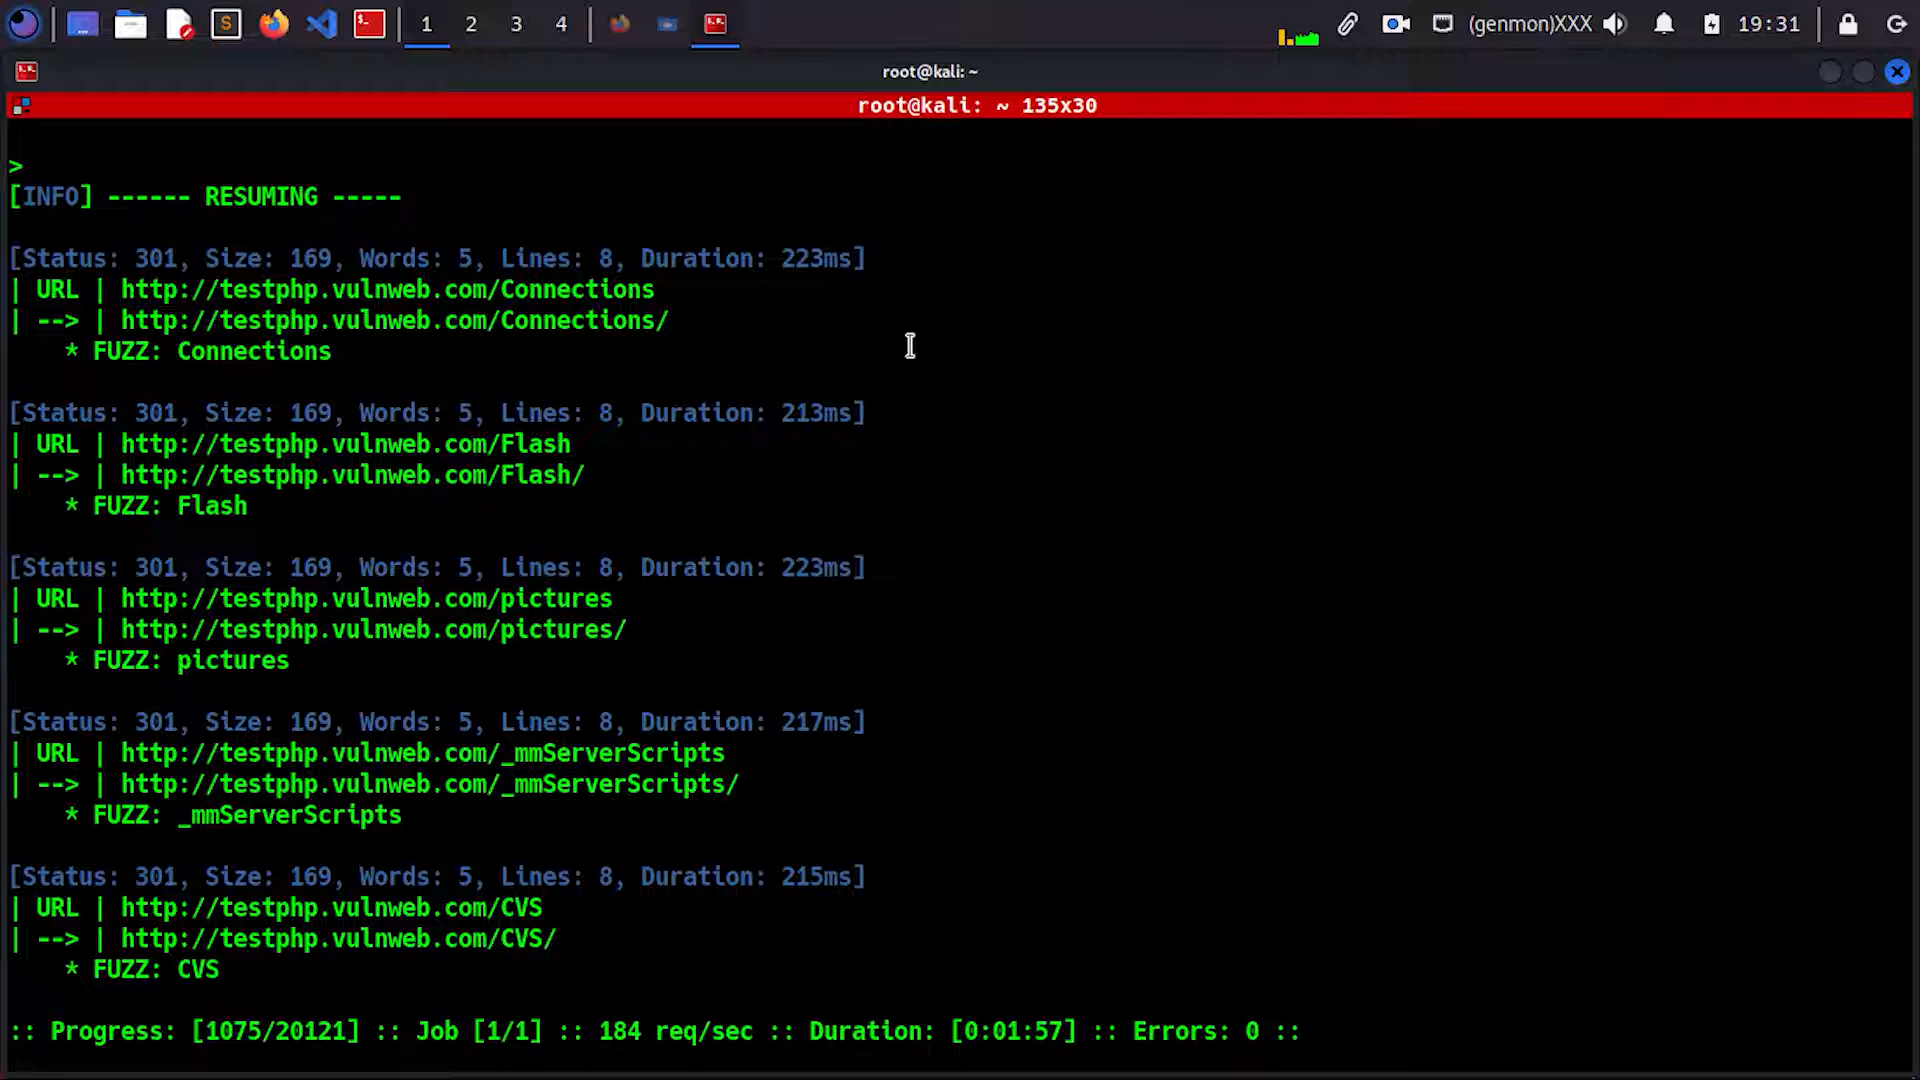 1 2 3 4 (genmon)XXX 19:31
root@kali: ~
root@kali: ~ 135x30
>
[INFO] ------ RESUMING -----
[Status: 301, Size: 169, Words: 5, Lines: 8, Duration: 223ms]
| URL | http://testphp.vulnweb.com/Connections
| --> | http://testphp.vulnweb.com/Connections/
* FUZZ: Connections
[Status: 301, Size: 169, Words: 5, Lines: 8, Duration: 213ms]
| URL | http://testphp.vulnweb.com/Flash
| --> | http://testphp.vulnweb.com/Flash/
* FUZZ: Flash
[Status: 301, Size: 169, Words: 5, Lines: 8, Duration: 223ms]
| URL | http://testphp.vulnweb.com/pictures
| --> | http://testphp.vulnweb.com/pictures/
* FUZZ: pictures
[Status: 301, Size: 169, Words: 5, Lines: 8, Duration: 217ms]
| URL | http://testphp.vulnweb.com/_mmServerScripts
| --> | http://testphp.vulnweb.com/_mmServerScripts/
* FUZZ: _mmServerScripts
[Status: 301, Size: 169, Words: 5, Lines: 8, Duration: 215ms]
| URL | http://testphp.vulnweb.com/CVS
| --> | http://testphp.vulnweb.com/CVS/
* FUZZ: CVS
:: Progress: [1075/20121] :: Job [1/1] :: 184 req/sec :: Duration: [0:01:57] :: Errors: 0 ::